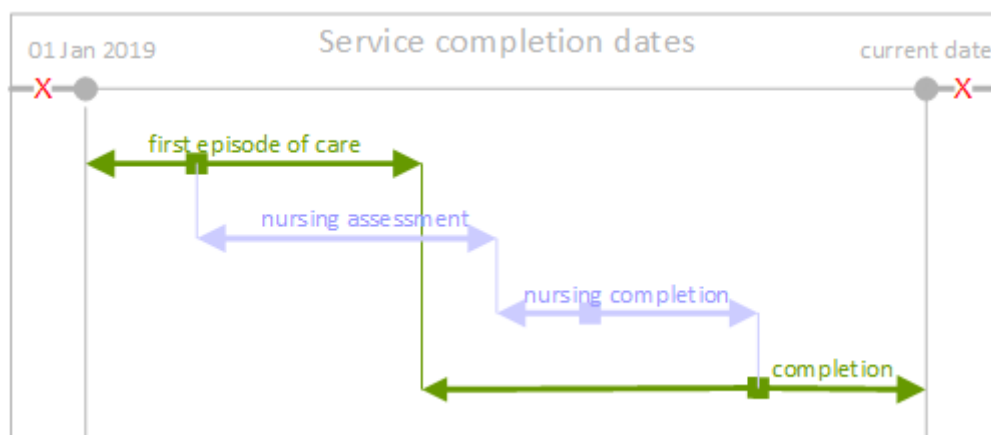 Service completion dates
01 Jan 2019
current date
X
X
first episode of care
nursing assessment
nursing completion
completion